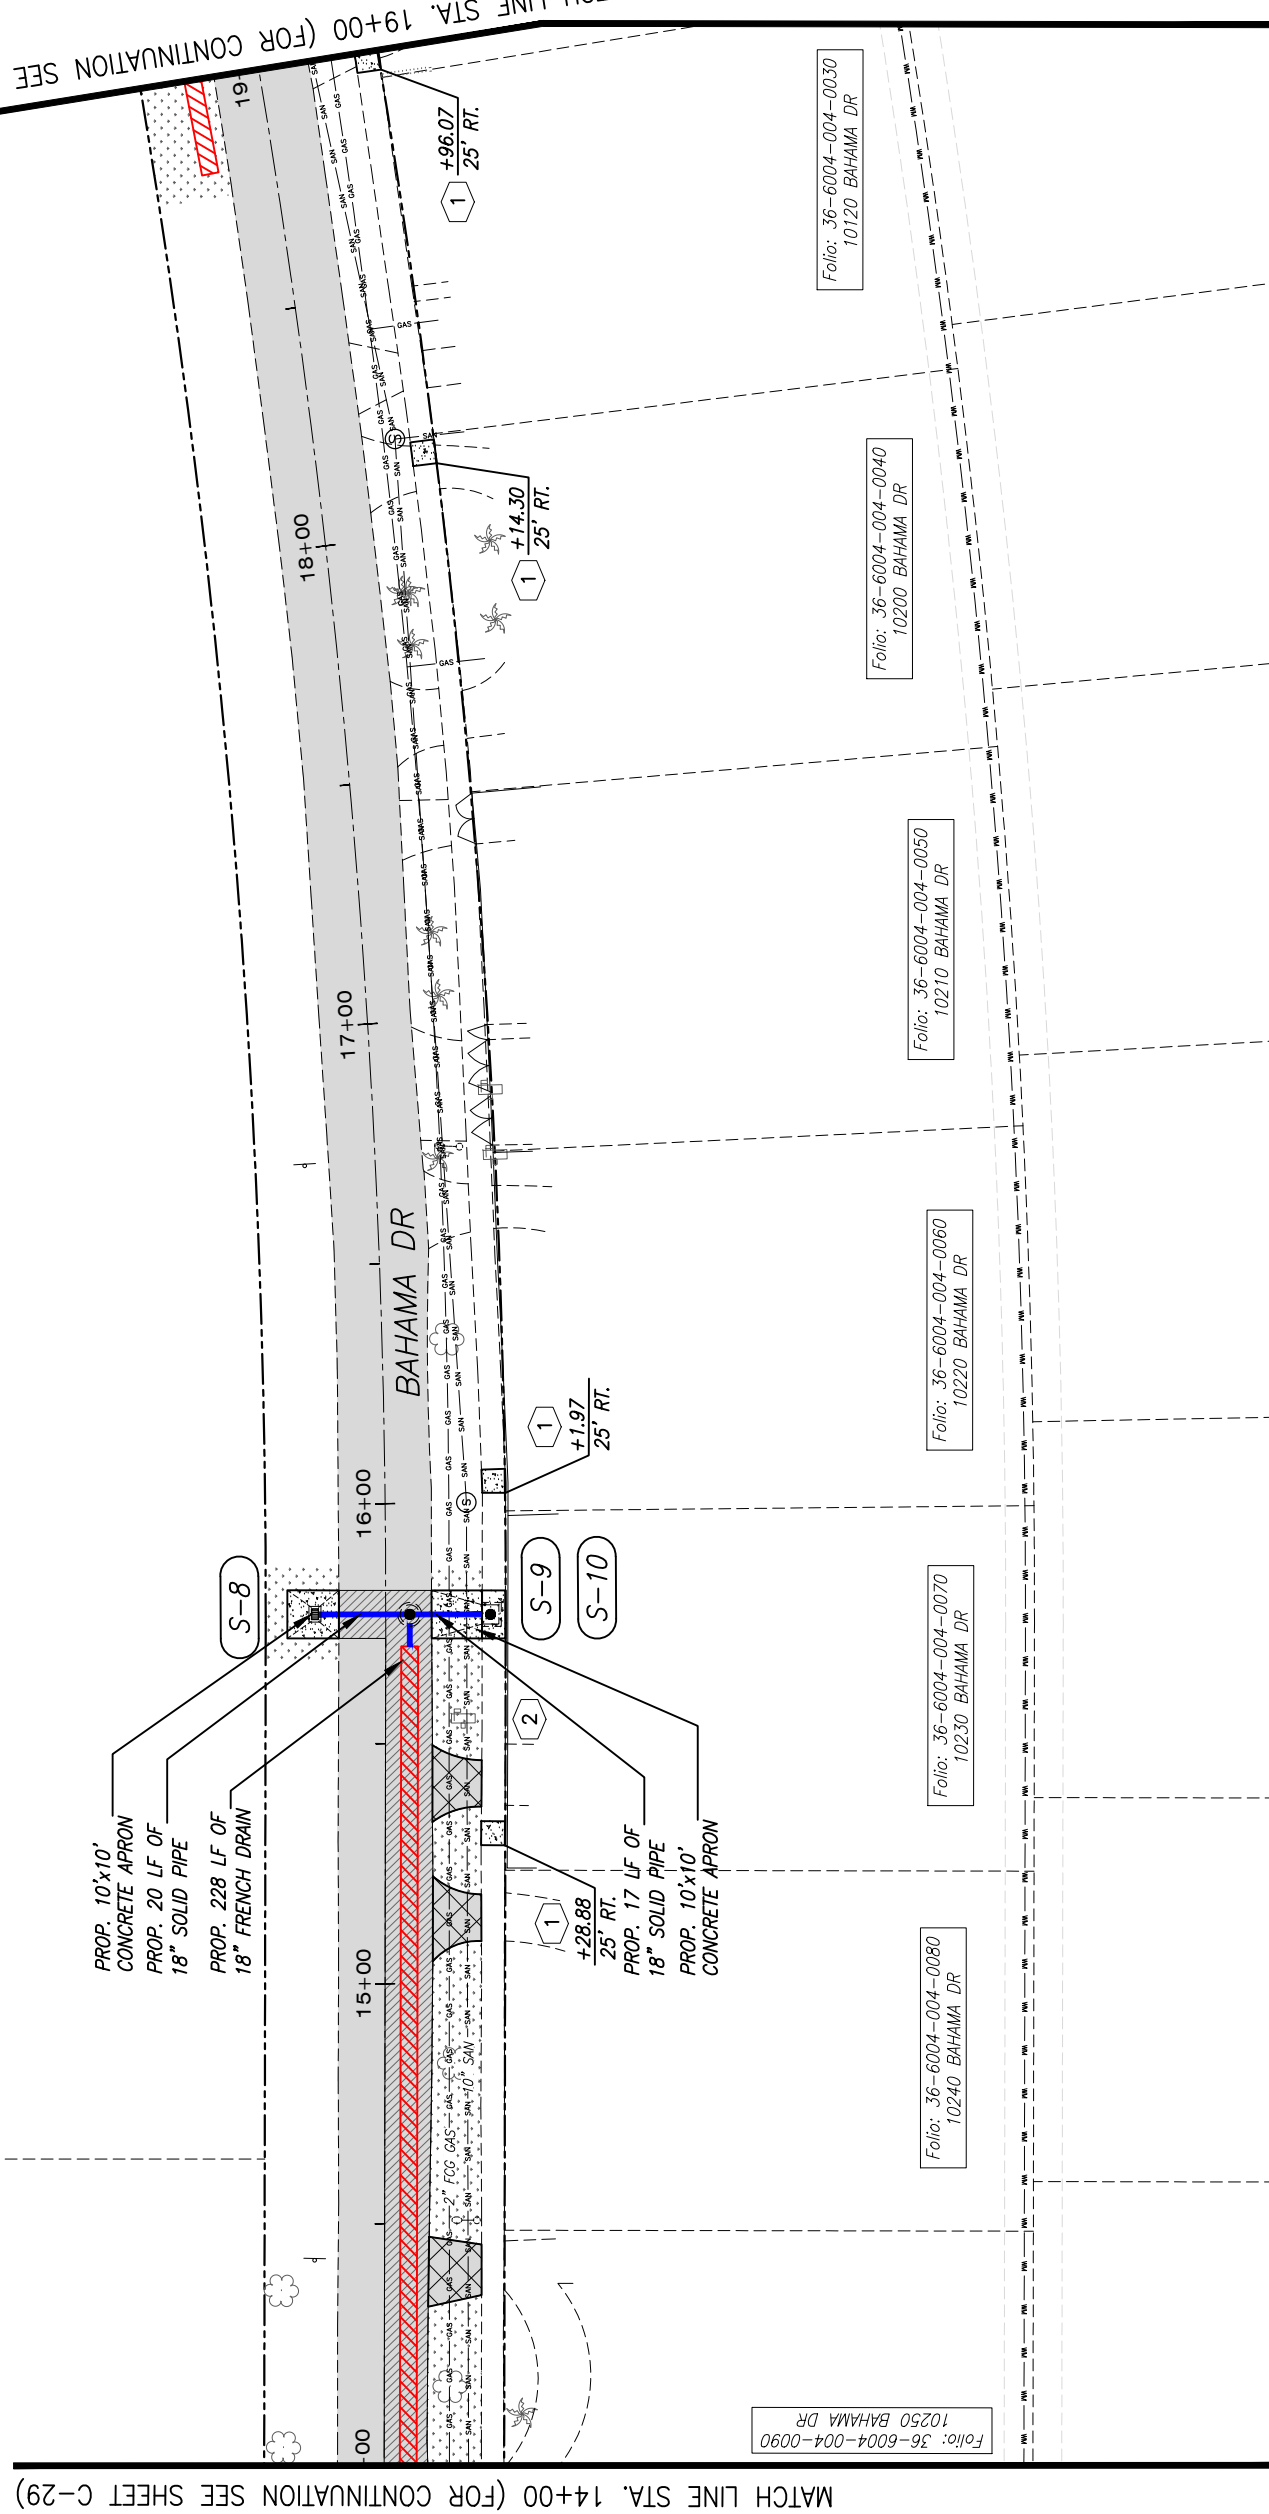 MATCH LINE STA. 19+00 (FOR CONTINUATION SEE
19+
+96.07
25' RT.
1
Folio: 36-6004-004-0030
10120 BAHAMA DR
GAS
SAN
18+00
+14.30
25' RT.
1
Folio: 36-6004-004-0040
10200 BAHAMA DR
S
WM
17+00
Folio: 36-6004-004-0050
10210 BAHAMA DR
BAHAMA DR
Folio: 36-6004-004-0060
10220 BAHAMA DR
16+00
1
+1.97
25' RT.
S
S-8
S-9
S-10
Folio: 36-6004-004-0070
10230 BAHAMA DR
2
PROP. 10'x10'
CONCRETE APRON
PROP. 20 LF OF
18" SOLID PIPE
PROP. 228 LF OF
18" FRENCH DRAIN
1
+28.88
25' RT.
PROP. 17 LF OF
18" SOLID PIPE
PROP. 10'x10'
CONCRETE APRON
15+00
2" FCG GAS
10" SAN
Folio: 36-6004-004-0080
10240 BAHAMA DR
Folio: 36-6004-004-0090
10250 BAHAMA DR
+00
MATCH LINE STA. 14+00 (FOR CONTINUATION SEE SHEET C-29)